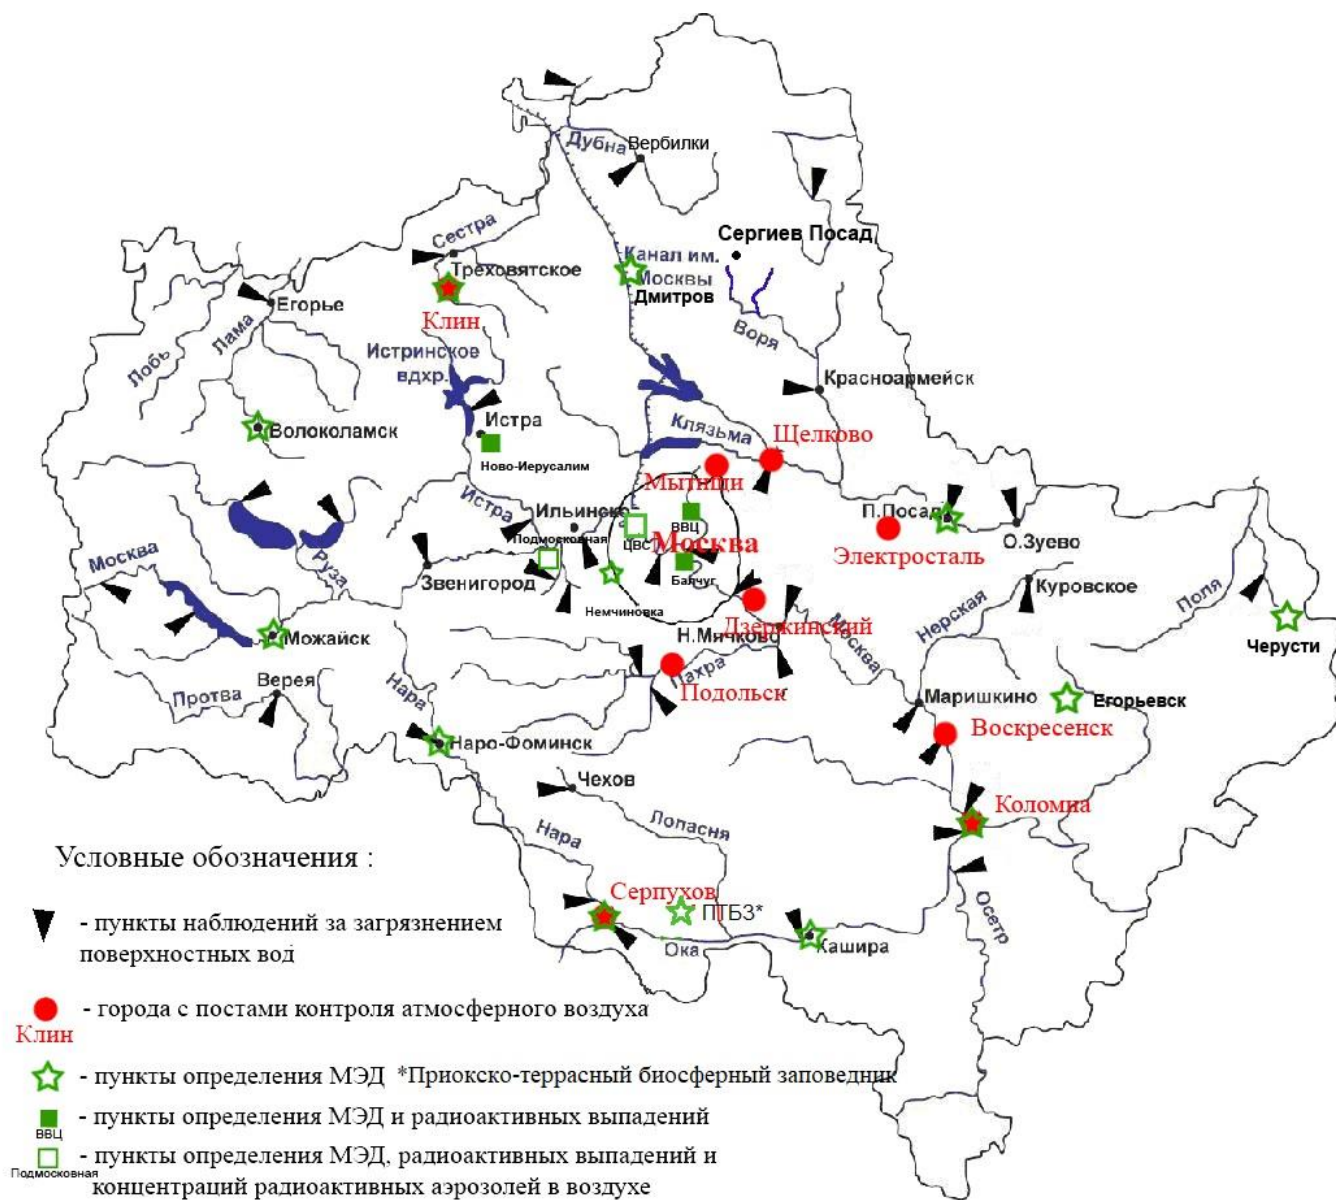 Дубна
Вербилки
Сергиев Посад
Сестра
Треховятское
Канал им.
Москвы
Дмитров
Егорье
Клин
Лама
Лобь
Воря
Истринское
вдхр.
Красноармейск
Истра
Волоколамск
Ново-Иерусалим
Клязьма
Щелково
Мытищи
Истра
Ильинское
ВВЦ
П.Посад
Подмосковная
ЦВС
Москва
Электросталь
О.Зуево
Москва
Руза
Звенигород
Балчуг
Куровское
Поля
Немчиновка
Дзержинский
Нерская
Можайск
Н.Мячково
Москва
Черусти
Верея
Протва
Нара
Пахра
Подольск
Маришкино
Егорьевск
Воскресенск
Наро-Фоминск
Чехов
Коломна
Лопасня
Нара
Серпухов
ПТБЗ*
Осетр
Ока
Кашира
Условные обозначения :
- пункты наблюдений за загрязнением
поверхностных вод
- города с постами контроля атмосферного воздуха
Клин
- пункты определения МЭД *Приокско-террасный биосферный заповедник
- пункты определения МЭД и радиоактивных выпадений
ВВЦ
- пункты определения МЭД, радиоактивных выпадений и
Подмосковная
концентраций радиоактивных аэрозолей в воздухе